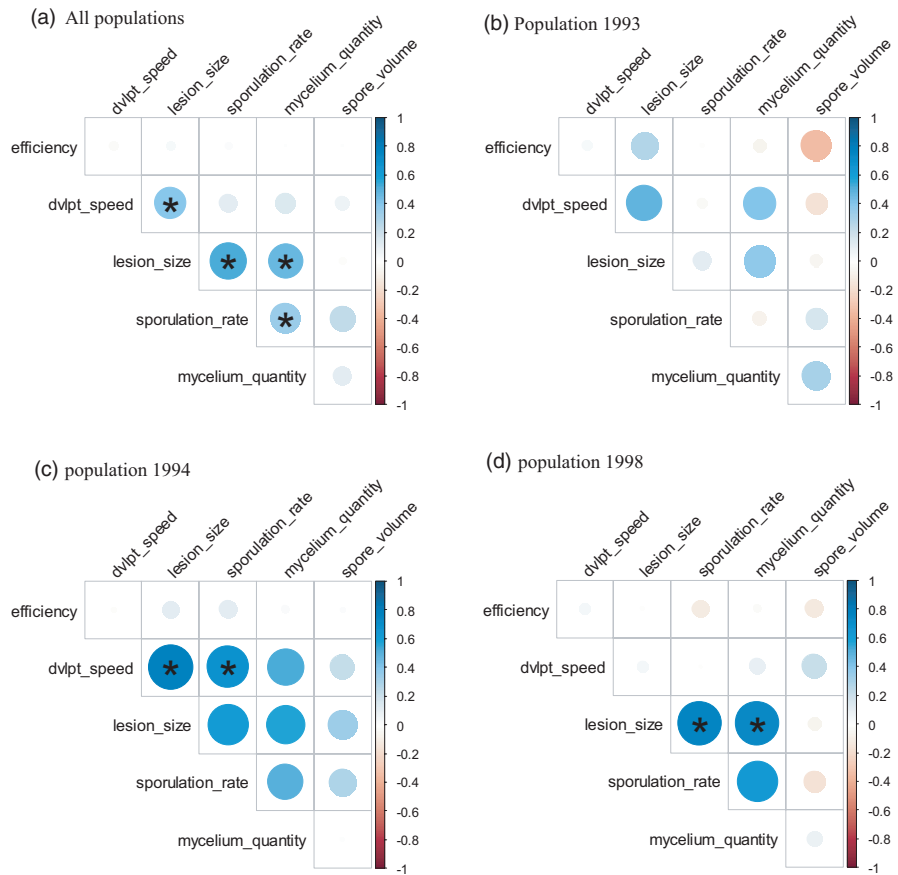 (a) All populations
dvlpt_speed
lesion_size
sporulation_rate
mycelium_quantity
spore_volume
efficiency
dvlpt_speed
*
lesion_size
* *
sporulation_rate
*
mycelium_quantity
1
0.8
0.6
0.4
0.2
0
-0.2
-0.4
-0.6
-0.8
-1
(b) Population 1993
dvlpt_speed
lesion_size
sporulation_rate
mycelium_quantity
spore_volume
efficiency
dvlpt_speed
lesion_size
sporulation_rate
mycelium_quantity
1
0.8
0.6
0.4
0.2
0
-0.2
-0.4
-0.6
-0.8
-1
(c) population 1994
dvlpt_speed
lesion_size
sporulation_rate
mycelium_quantity
spore_volume
efficiency
dvlpt_speed
* *
lesion_size
sporulation_rate
mycelium_quantity
1
0.8
0.6
0.4
0.2
0
-0.2
-0.4
-0.6
-0.8
-1
(d) population 1998
dvlpt_speed
lesion_size
sporulation_rate
mycelium_quantity
spore_volume
efficiency
dvlpt_speed
lesion_size
* *
sporulation_rate
mycelium_quantity
1
0.8
0.6
0.4
0.2
0
-0.2
-0.4
-0.6
-0.8
-1